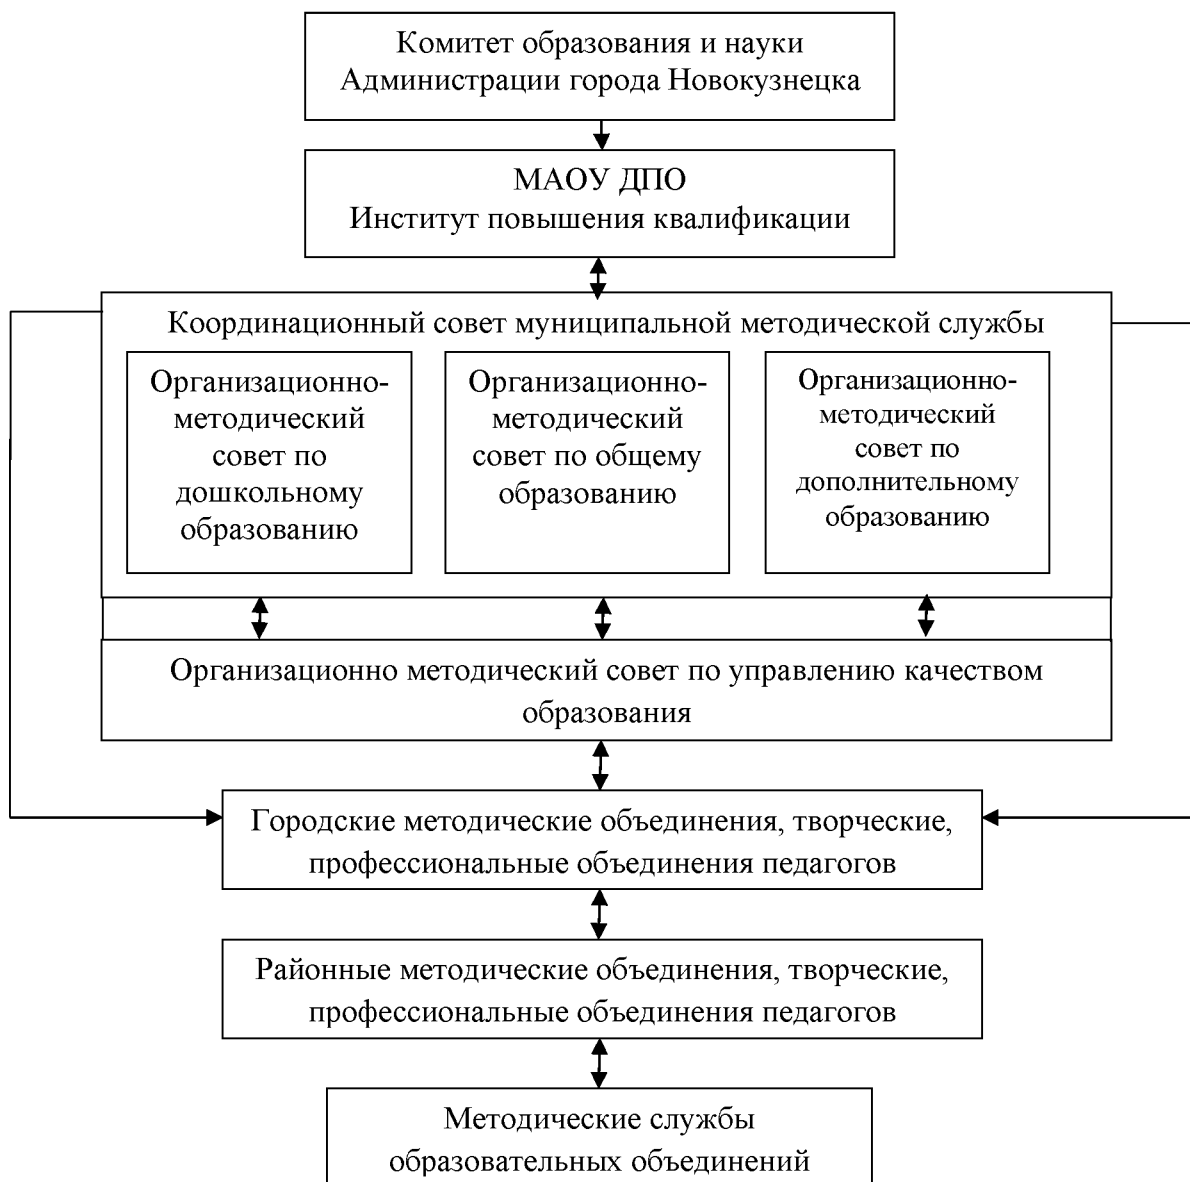 Комитет образования и науки
Администрации города Новокузнецка
МАОУ ДПО
Институт повышения квалификации
Координационный совет муниципальной методической службы
Организационно-
методический
совет по
дошкольному
образованию
Организационно-
методический
совет по общему
образованию
Организационно-
методический
совет по
дополнительному
образованию
Организационно методический совет по управлению качеством
образования
Городские методические объединения, творческие,
профессиональные объединения педагогов
Районные методические объединения, творческие,
профессиональные объединения педагогов
Методические службы
образовательных объединений